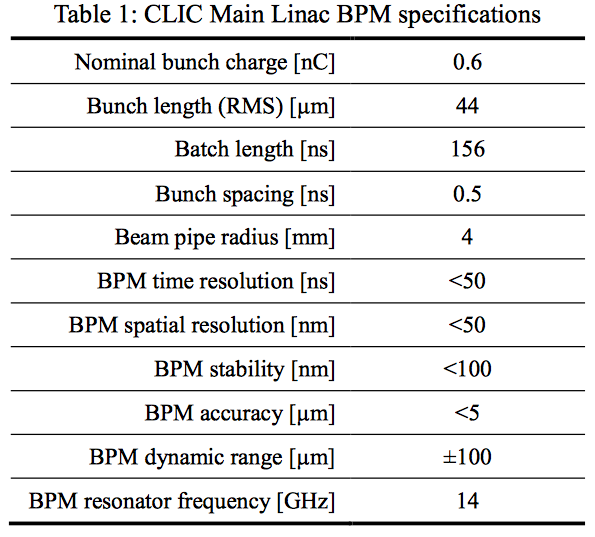 Table 1: CLIC Main Linac BPM specifications
Nominal bunch charge [nC] 0.6
Bunch length (RMS) [μm] 44
Batch length [ns] 156
Bunch spacing [ns] 0.5
Beam pipe radius [mm] 4
BPM time resolution [ns] <50
BPM spatial resolution [nm] <50
BPM stability [nm] <100
BPM accuracy [μm] <5
BPM dynamic range [μm] ±100
BPM resonator frequency [GHz] 14